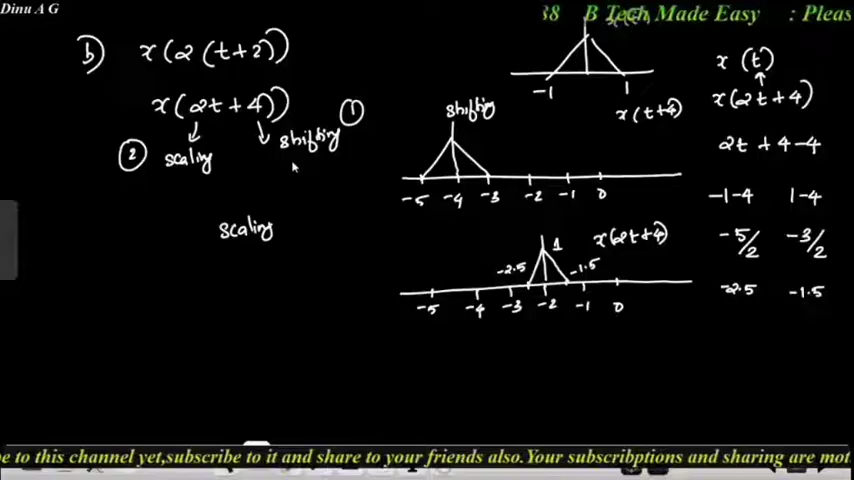 Dinu A G
38 B Tech Made Easy : Pleas
b) x(2(t+2))
x(2t+4)) ①
shifting
② scaling
scaling
-1 1
x(t+4)
shifting
-5 -4 -3 -2 -1 0
1 x(2t+4)
-2.5 -1.5
-5 -4 -3 -2 -1 0
x(t)
x(2t+4)
2t+4-4
-1-4 1-4
-5/2 -3/2
-2.5 -1.5
e to this channel yet,subscribe to it and share to your friends also.Your subscribptions and sharing are mot